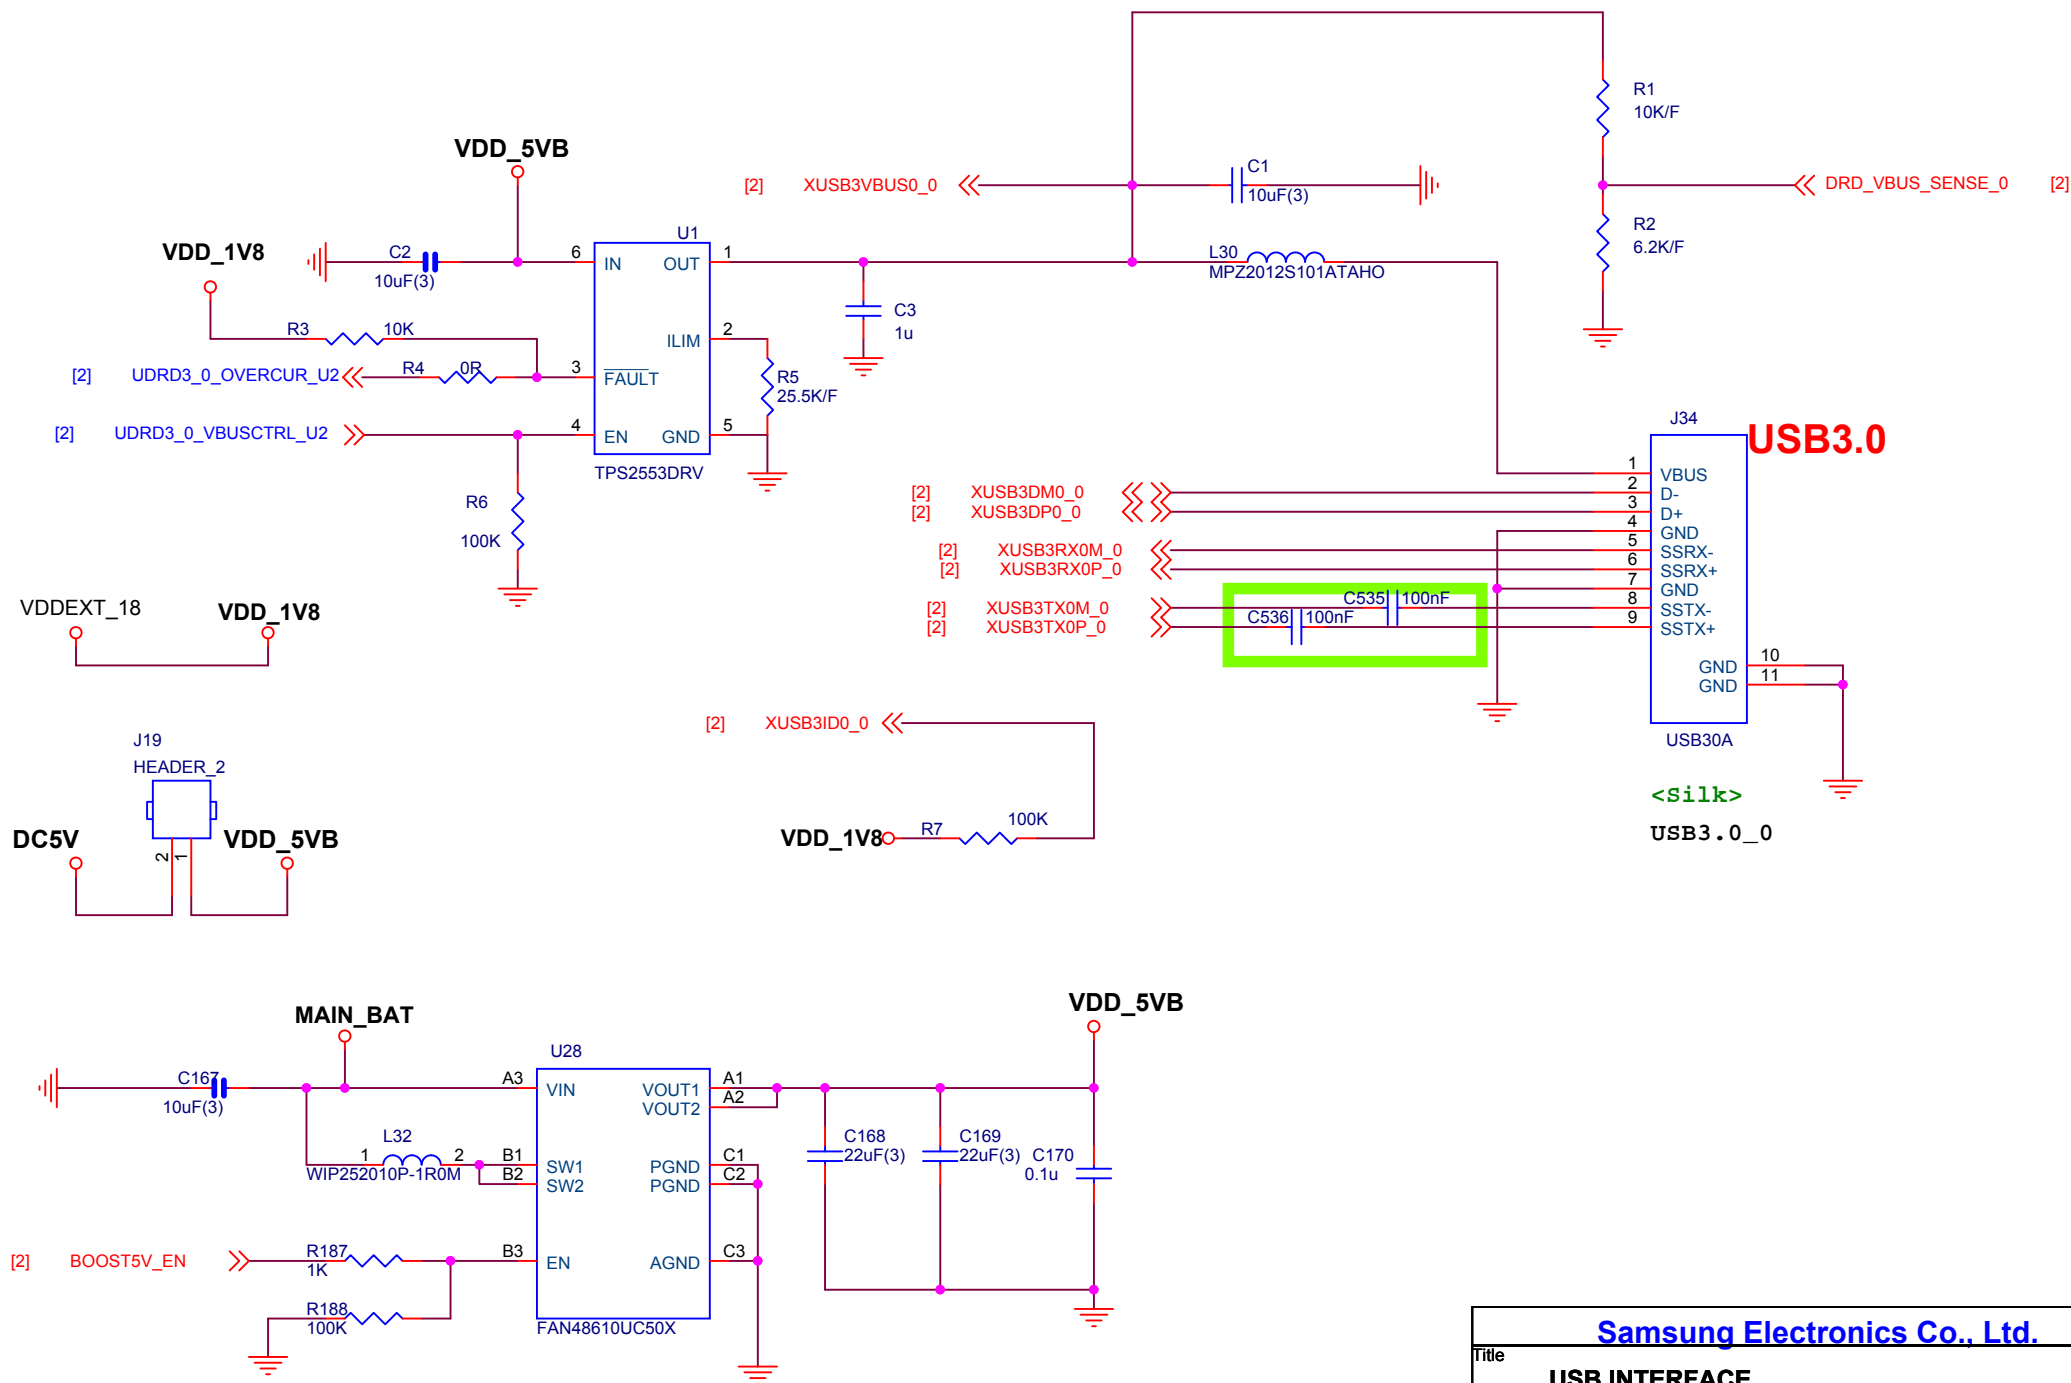 R1
10K/F
VDD_5VB
[2] XUSB3VBUS0_0
C1
10uF(3)
DRD_VBUS_SENSE_0 [2]
R2
6.2K/F
VDD_1V8
C2
10uF(3)
U1
6 IN OUT 1
L30
MPZ2012S101ATAHO
C3
1u
R3 10K
ILIM 2
[2] UDRD3_0_OVERCUR_U2
R4 0R
3 FAULT
R5
25.5K/F
[2] UDRD3_0_VBUSCTRL_U2
4 EN GND 5
TPS2553DRV
R6
100K
J34
USB3.0
1 VBUS
[2] XUSB3DM0_0 2 D-
[2] XUSB3DP0_0 3 D+
4 GND
[2] XUSB3RX0M_0 5 SSRX-
[2] XUSB3RX0P_0 6 SSRX+
7 GND
[2] XUSB3TX0M_0 C535 100nF 8 SSTX-
[2] XUSB3TX0P_0 C536 100nF 9 SSTX+
GND 10
GND 11
USB30A
<Silk>
USB3.0_0
VDDEXT_18
VDD_1V8
[2] XUSB3ID0_0
VDD_1V8 R7 100K
J19
HEADER_2
DC5V
2 1
VDD_5VB
MAIN_BAT
VDD_5VB
C167
10uF(3)
U28
A3 VIN VOUT1 A1
VOUT2 A2
L32
1 2
WIP252010P-1R0M
B1 SW1 PGND C1
B2 SW2 PGND C2
C168
22uF(3)
C169
22uF(3)
C170
0.1u
[2] BOOST5V_EN
R187
1K
B3 EN AGND C3
R188
100K
FAN48610UC50X
Samsung Electronics Co., Ltd.
Title
USB INTERFACE